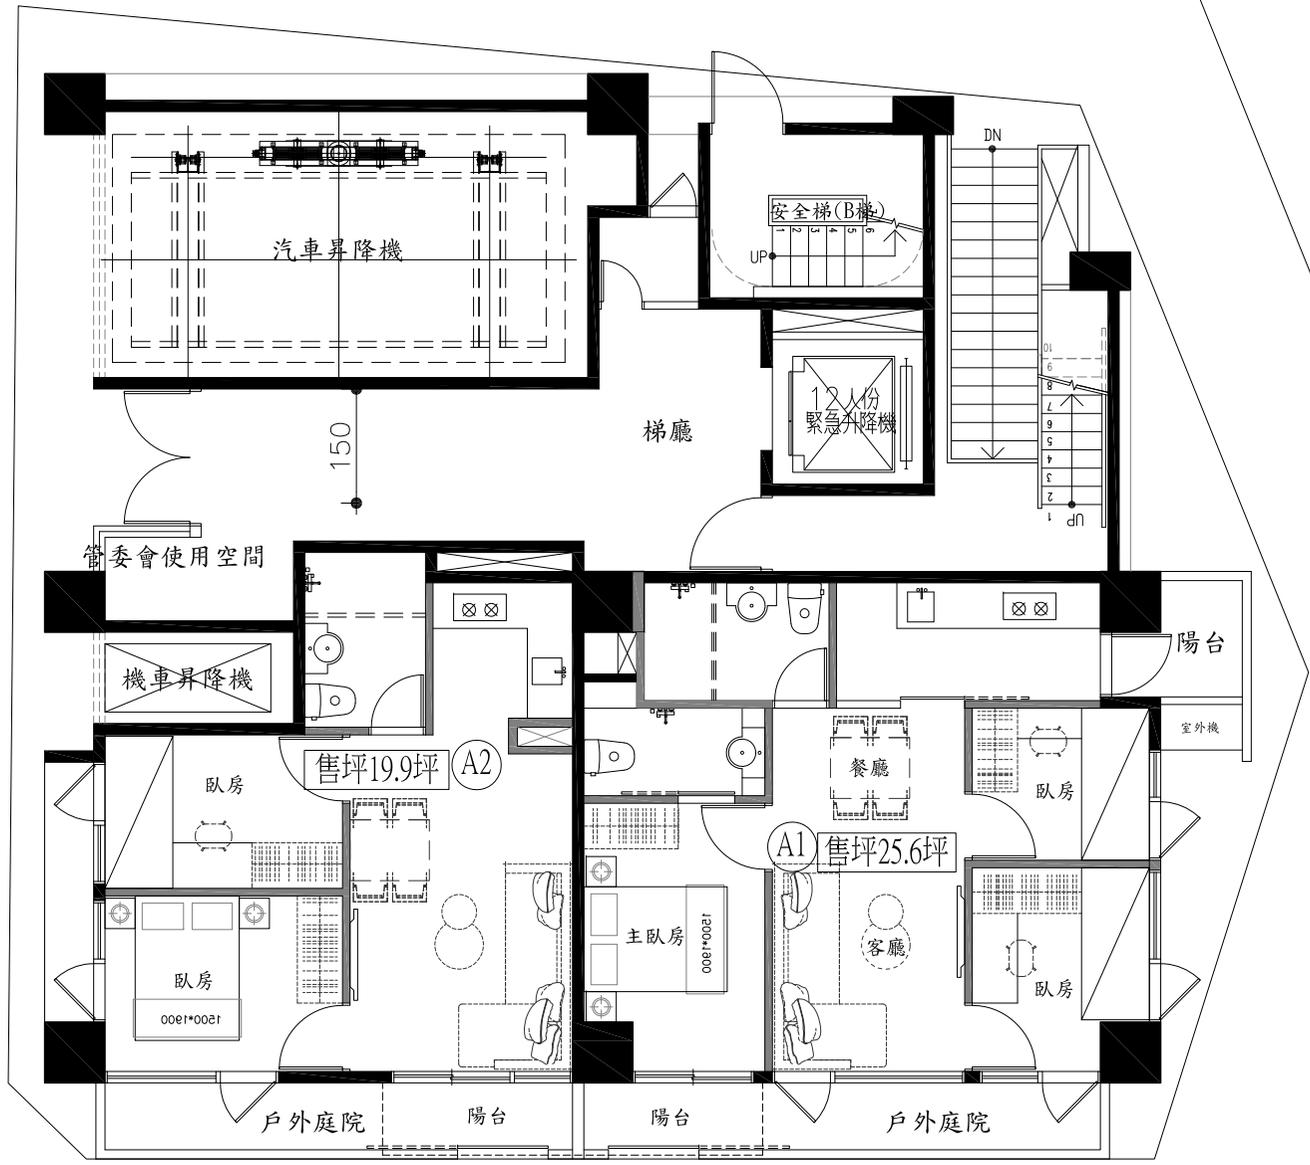 DN
安全梯(B梯)
1 2 3 4 5 6
UP
汽車昇降機
10
9
8
7
6
5
4
3
2
1
UP
12人份
緊急升降機
梯廳
150
管委會使用空間
陽台
機車昇降機
室外機
售坪19.9坪
A2
臥房
餐廳
臥房
A1
售坪25.6坪
主臥房
1500*1900
客廳
臥房
1500*1900
臥房
戶外庭院
陽台
陽台
戶外庭院